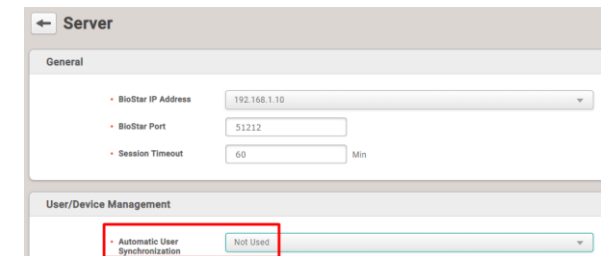 Server
General
BioStar IP Address 192.168.1.10
BioStar Port 51212
Session Timeout 60 Min
User/Device Management
Automatic User Not Used
Synchronization